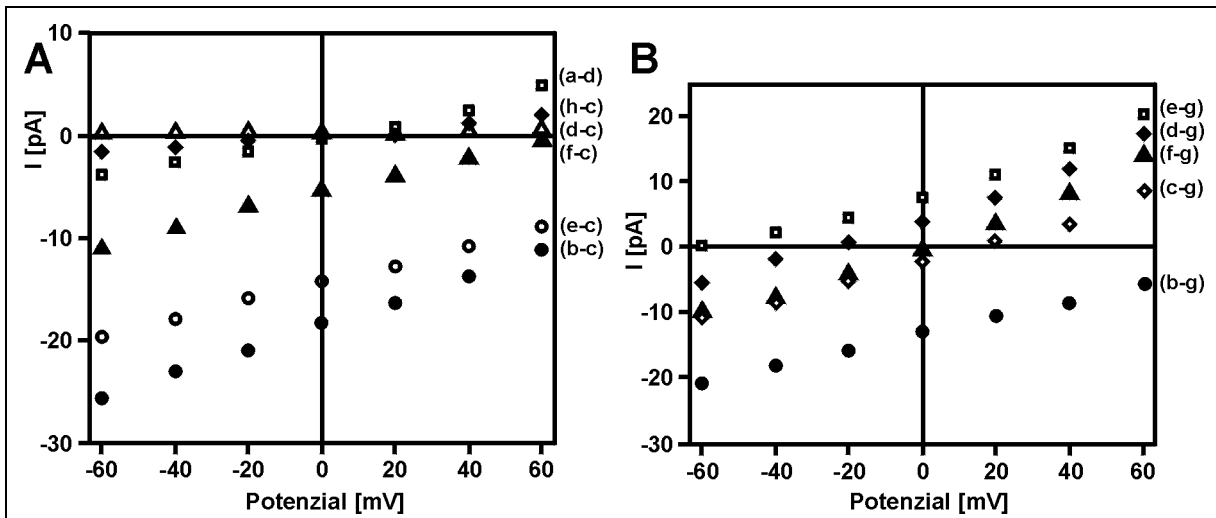 A
10
0
-10
-20
-30
I [pA]
-60
-40
-20
0
20
40
60
Potenzial [mV]
(a-d)
(h-c)
(d-c)
(f-c)
(e-c)
(b-c)
B
20
10
0
-10
-20
-30
I [pA]
-60
-40
-20
0
20
40
60
Potenzial [mV]
(e-g)
(d-g)
(f-g)
(c-g)
(b-g)